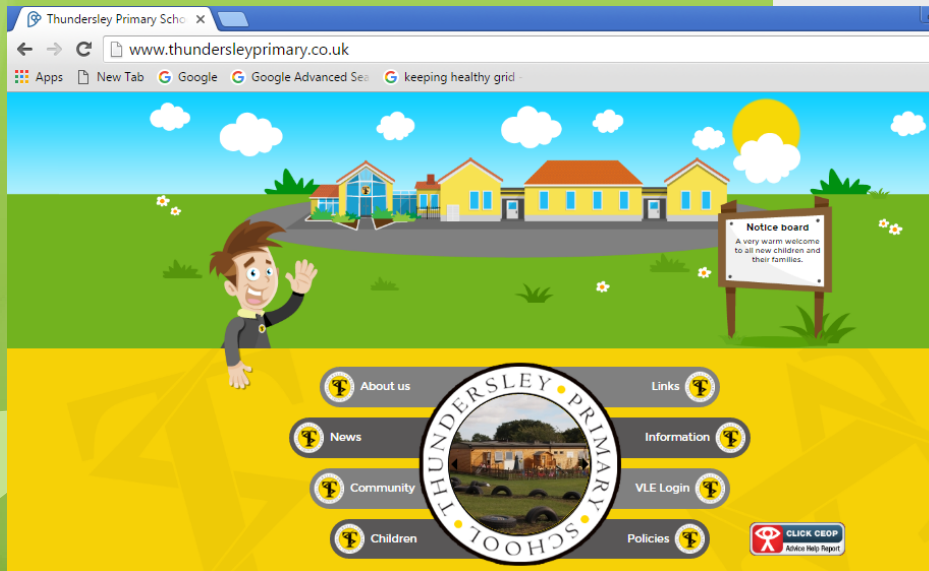 Thundersley Primary Scho
www.thundersleyprimary.co.uk
Apps New Tab Google Google Advanced Sea keeping healthy grid -
Notice board
A very warm welcome
to all new children and
their families.
About us
Links
News
Information
Community
VLE Login
Children
Policies
THUNDERSLEY PRIMARY SCHOOL
CLICK CEOP
Advice Help Report